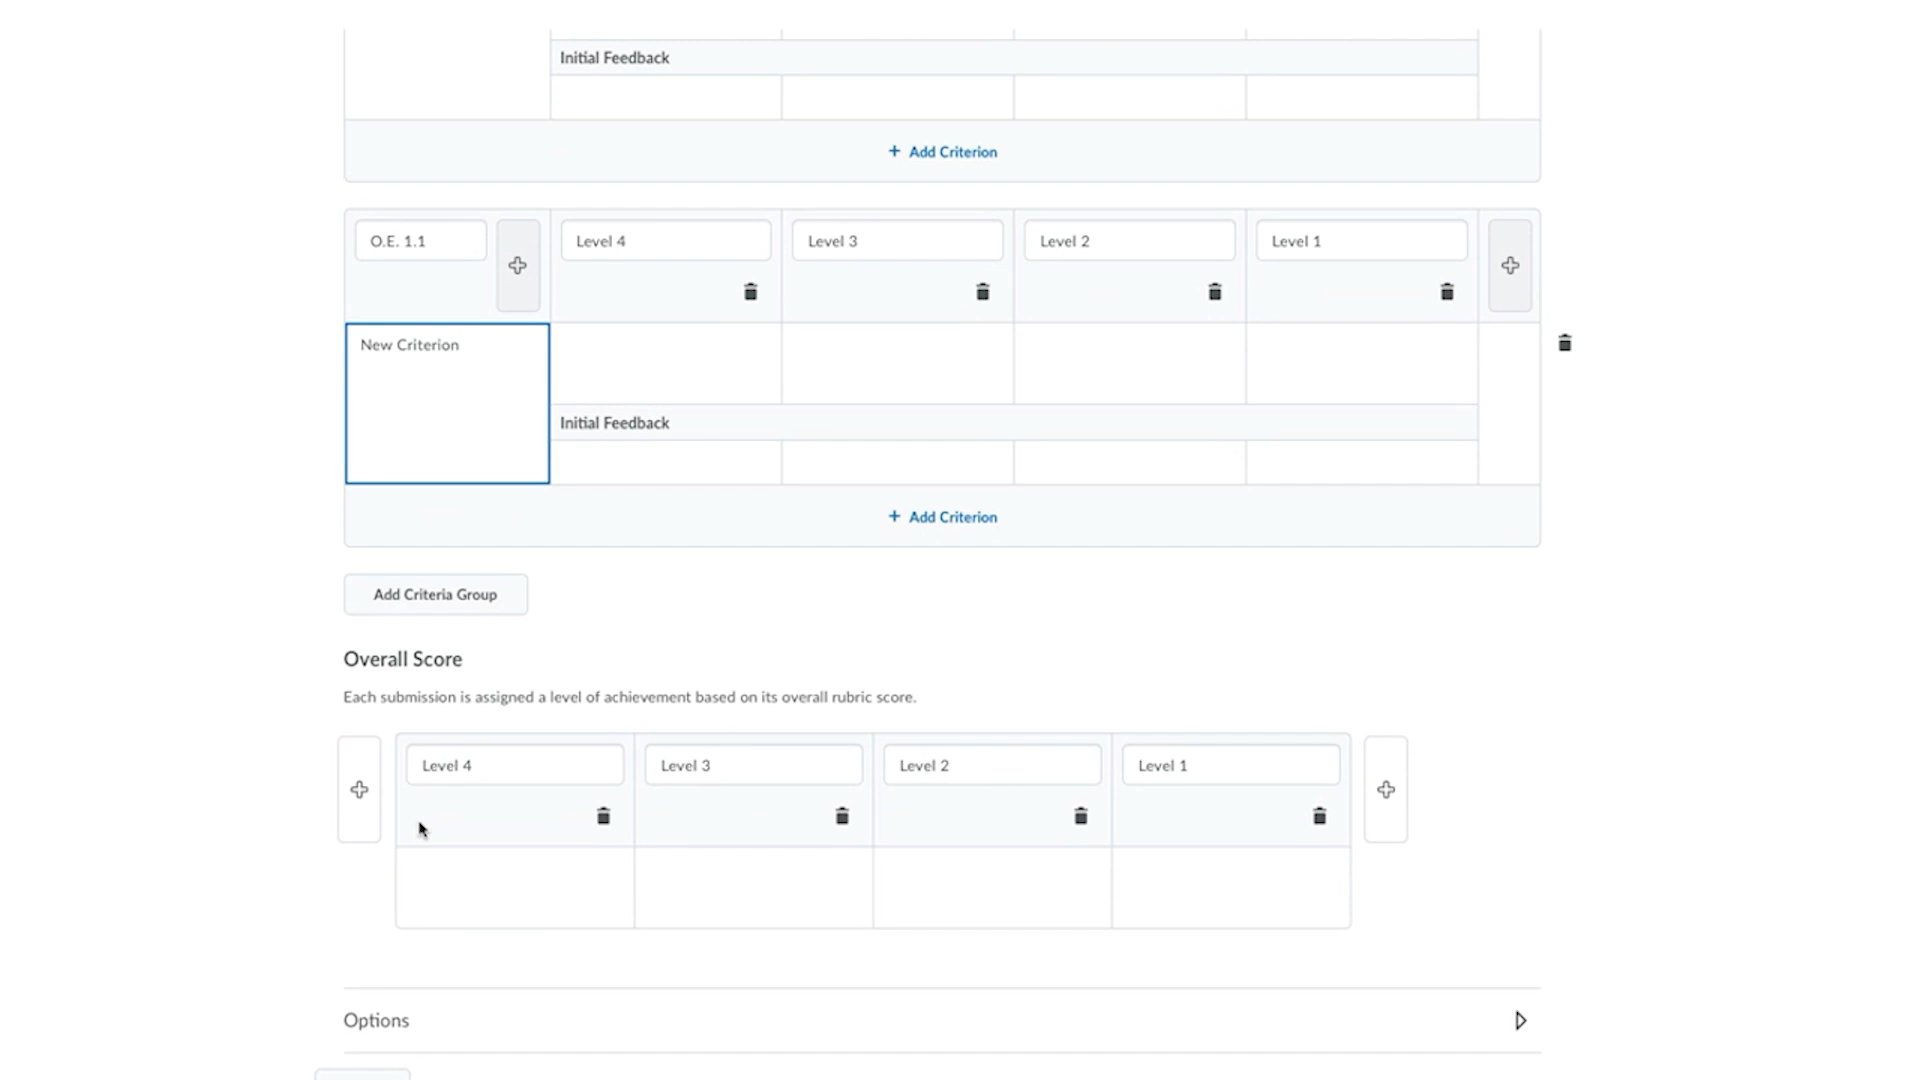 Initial Feedback
+ Add Criterion
O.E. 1.1
Level 4
Level 3
Level 2
Level 1
New Criterion
Initial Feedback
+ Add Criterion
Add Criteria Group
Overall Score
Each submission is assigned a level of achievement based on its overall rubric score.
Level 4
Level 3
Level 2
Level 1
Options